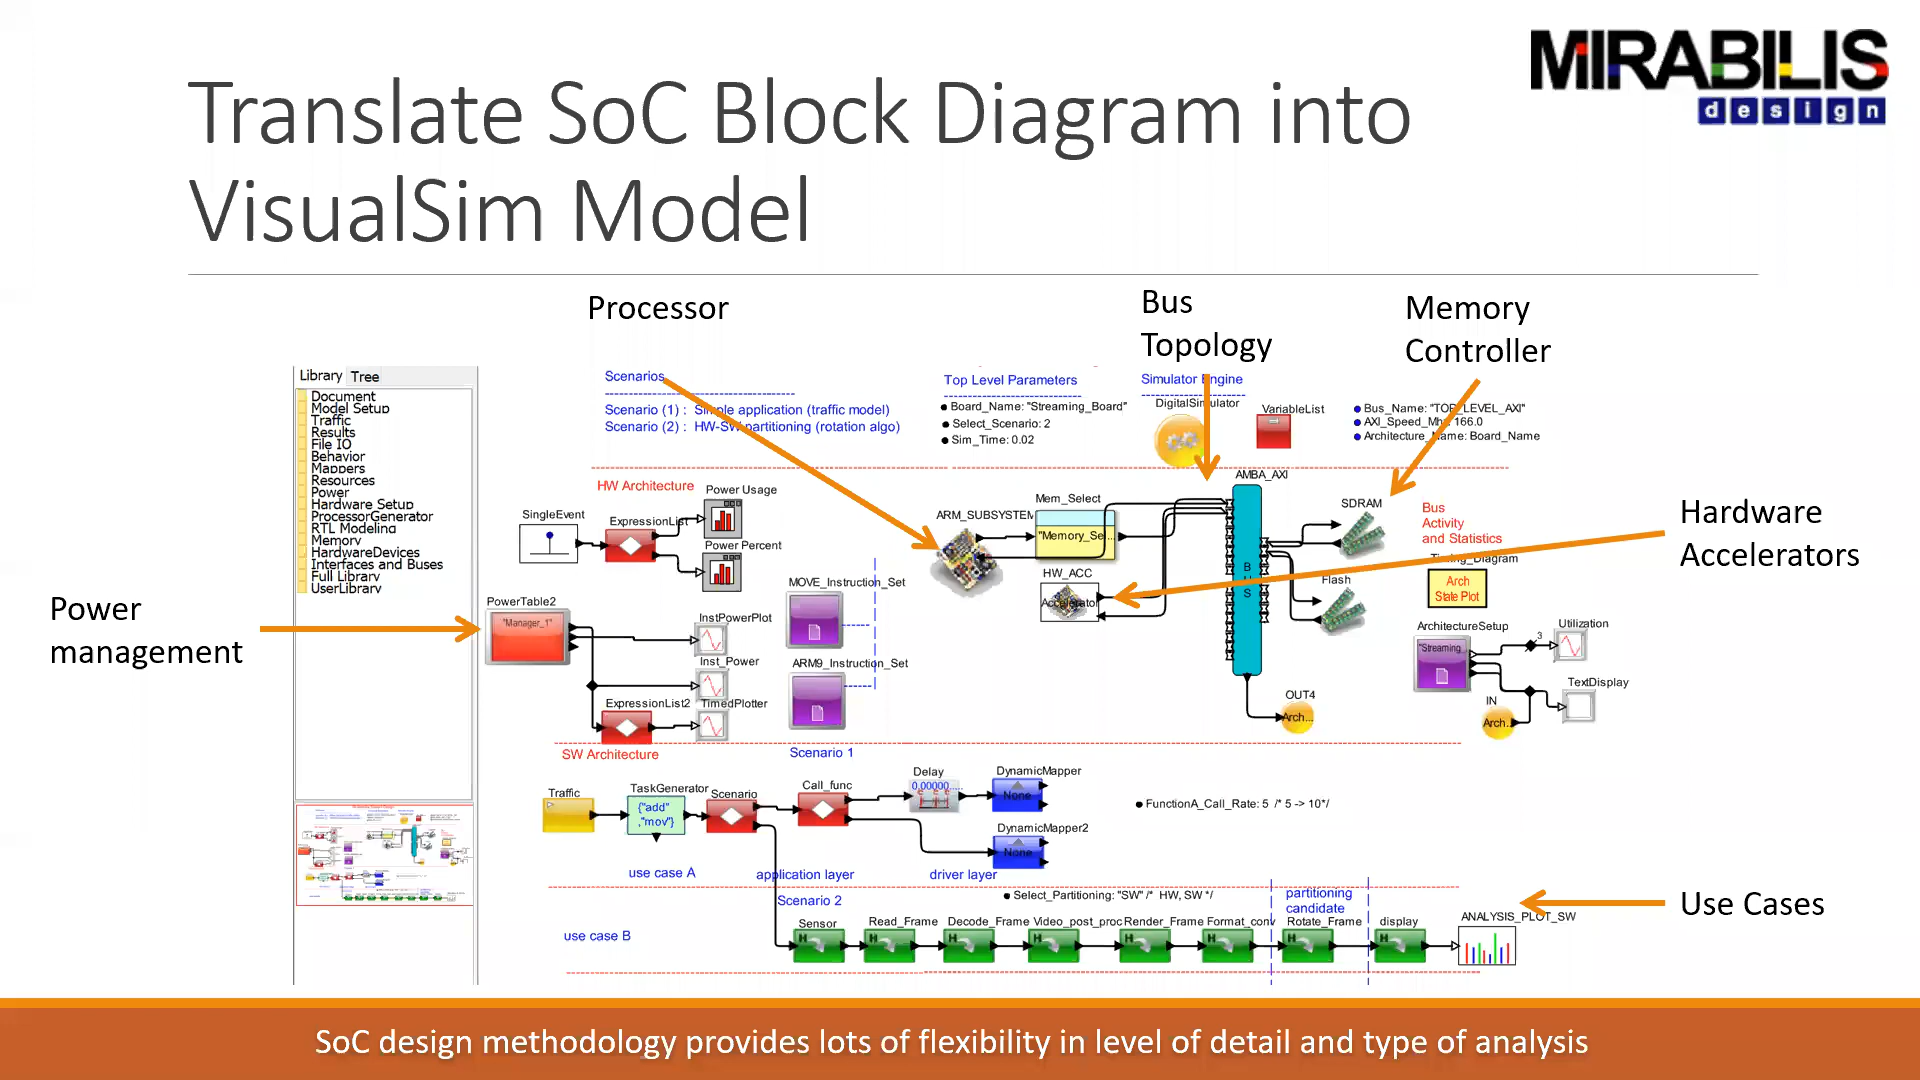 MIRABILIS
design
Translate SoC Block Diagram into
VisualSim Model
Processor
Bus
Topology
Memory
Controller
Hardware
Accelerators
Power
management
Use Cases
Library
Tree
Document
Model Setup
Traffic
Results
File IO
Behavior
Mappers
Resources
Power
Hardware Setup
ProcessorGenerator
RTL Modeling
Memory
HardwareDevices
Interfaces and Buses
Full Library
UserLibrary
Scenarios
Scenario (1) : Simple application (traffic model)
Scenario (2) : HW-SW partitioning (rotation algo)
Top Level Parameters
Board_Name: "Streaming_Board"
Select_Scenario: 2
Sim_Time: 0.02
Simulator Engine
DigitalSimulator
VariableList
Bus_Name: "TOP_LEVEL_AXI"
AXI_Speed_Mhz: 166.0
Architecture_Name: Board_Name
HW Architecture
SingleEvent
ExpressionList
Power Usage
Power Percent
PowerTable2
"Manager_1"
InstPowerPlot
Inst_Power
ExpressionList2
TimedPlotter
MOVE_Instruction_Set
ARM9_Instruction_Set
ARM_SUBSYSTEM
Mem_Select
"Memory_Se...
HW_ACC
Accelerator
AMBA_AXI
B
U
S
SDRAM
Flash
OUT4
Arch...
Bus
Activity
and Statistics
Timing_Diagram
Arch
State Plot
ArchitectureSetup
"Streaming
3
Utilization
TextDisplay
IN
Arch...
SW Architecture
Scenario 1
Traffic
TaskGenerator
{"add"
,"mov"}
Scenario
Call_func
Delay
0.00000....
DynamicMapper
None
DynamicMapper2
None
FunctionA_Call_Rate: 5 /* 5 -> 10*/
use case A
application layer
driver layer
Scenario 2
Select_Partitioning: "SW" /* HW, SW */
partitioning
candidate
use case B
Sensor
Read_Frame
Decode_Frame
Video_post_proc
Render_Frame
Format_conv
Rotate_Frame
display
ANALYSIS_PLOT_SW
SoC design methodology provides lots of flexibility in level of detail and type of analysis